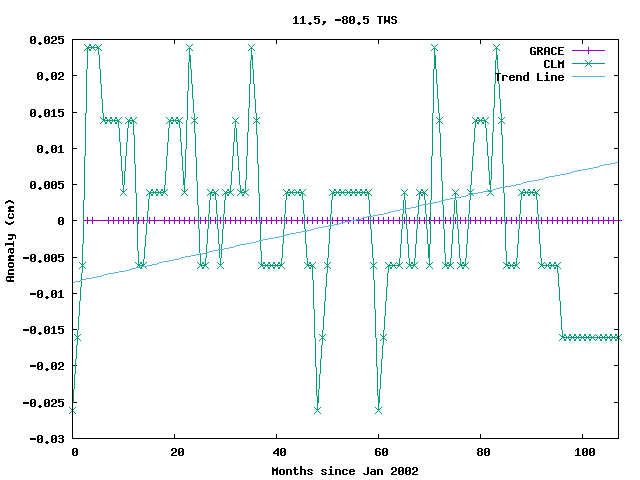 11.5, -80.5 TWS
GRACE
CLM
Trend Line
0.025
0.02
0.015
0.01
0.005
0
-0.005
-0.01
-0.015
-0.02
-0.025
-0.03
Anomaly (cm)
0 20 40 60 80 100
Months since Jan 2002